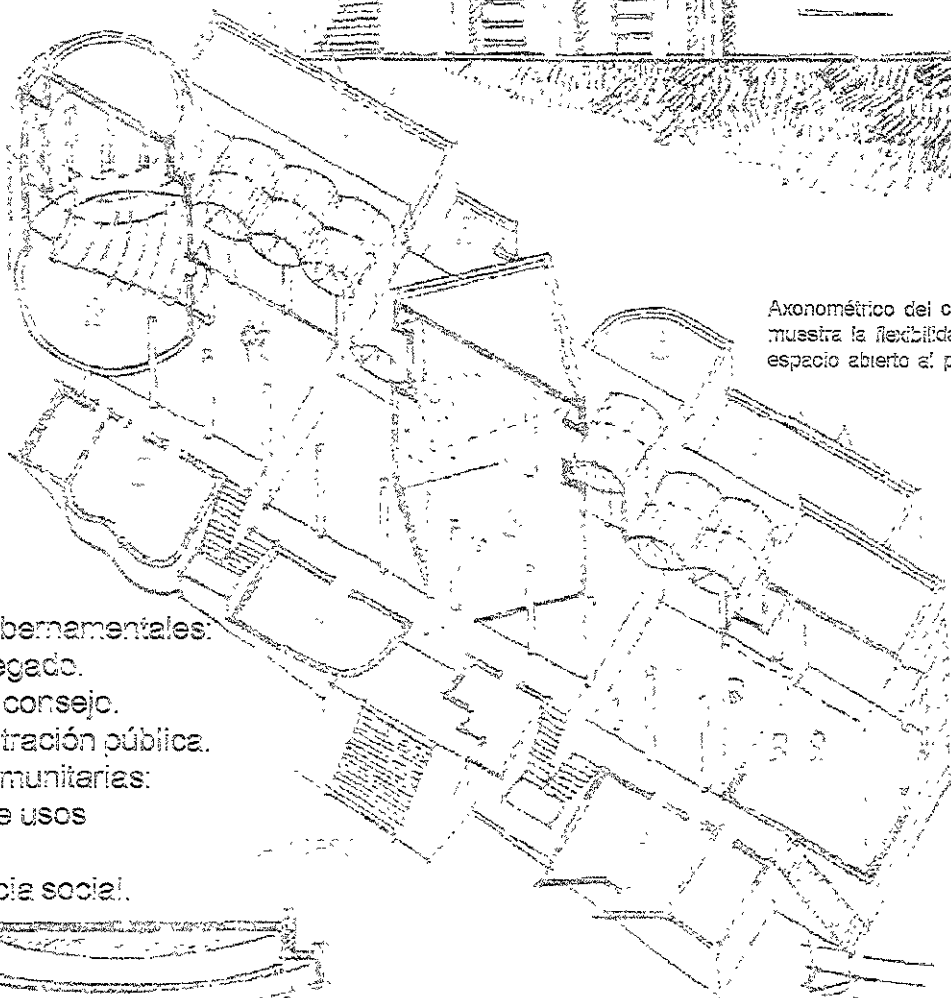 Axonométrico del c
muestra la flexibilida
espacio abierto al p
bernamentales:
egado.
consejo.
tración pública.
munitarias:
e usos
cia social.